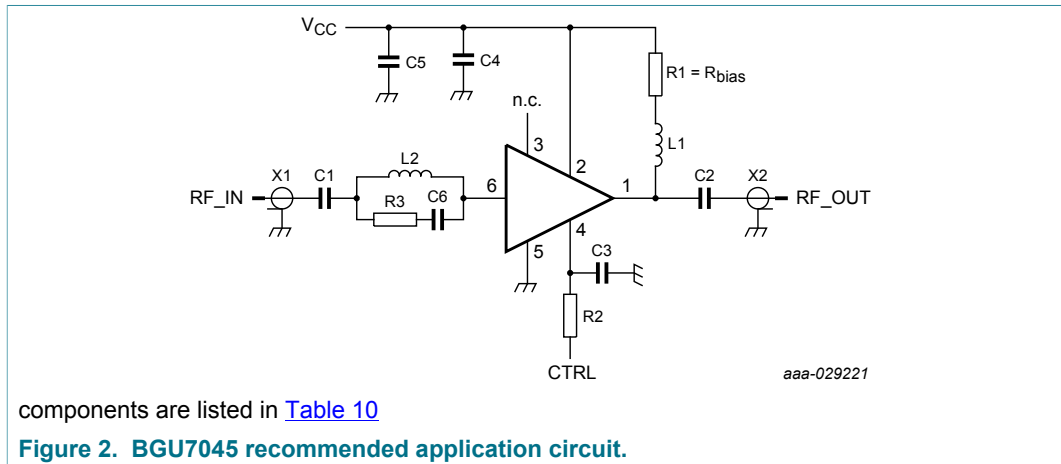 VCC
C5
C4
R1 = Rbias
n.c.
3
L1
2
X1
C1
L2
6
1
C2
X2
RF_IN
RF_OUT
R3
C6
4
5
C3
R2
CTRL
aaa-029221
components are listed in Table 10
Figure 2. BGU7045 recommended application circuit.